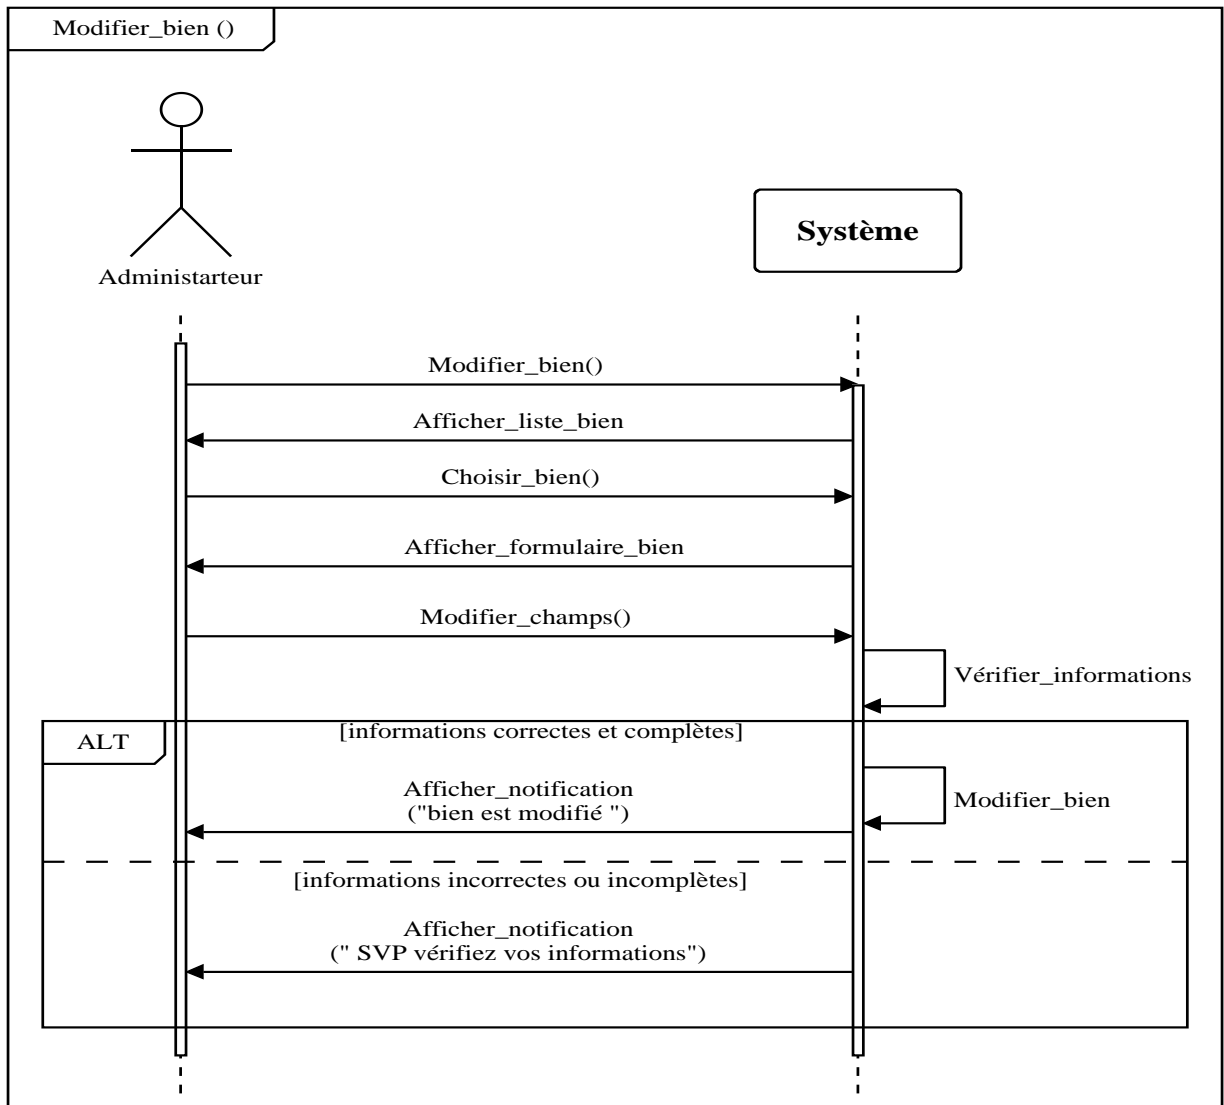 Modifier_bien ()
Administarteur
Système
Modifier_bien()
Afficher_liste_bien
Choisir_bien()
Afficher_formulaire_bien
Modifier_champs()
Vérifier_informations
ALT
[informations correctes et complètes]
Afficher_notification
("bien est modifié ")
Modifier_bien
[informations incorrectes ou incomplètes]
Afficher_notification
(" SVP vérifiez vos informations")